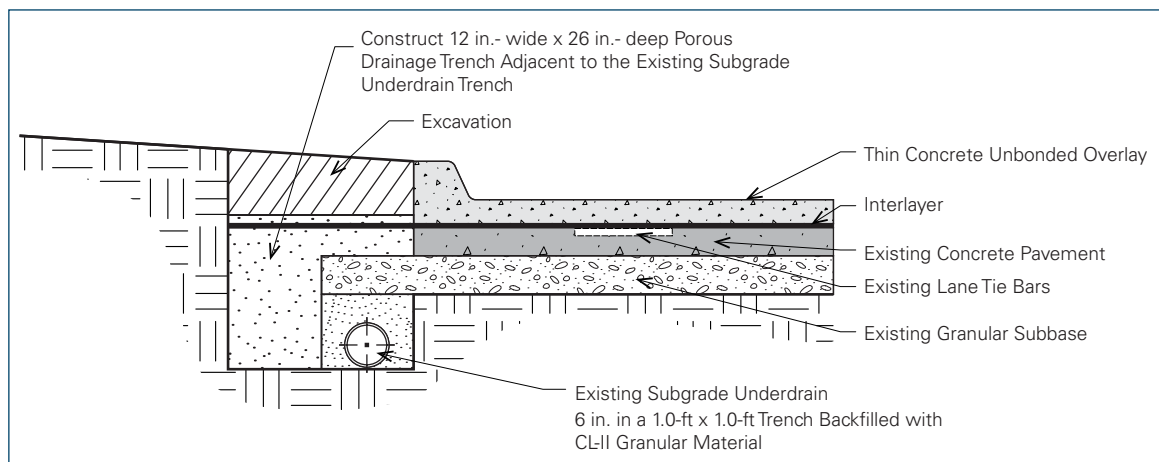 Construct 12 in.- wide x 26 in.- deep Porous
Drainage Trench Adjacent to the Existing Subgrade
Underdrain Trench
Excavation
Thin Concrete Unbonded Overlay
Interlayer
Existing Concrete Pavement
Existing Lane Tie Bars
Existing Granular Subbase
Existing Subgrade Underdrain
6 in. in a 1.0-ft x 1.0-ft Trench Backfilled with
CL-II Granular Material